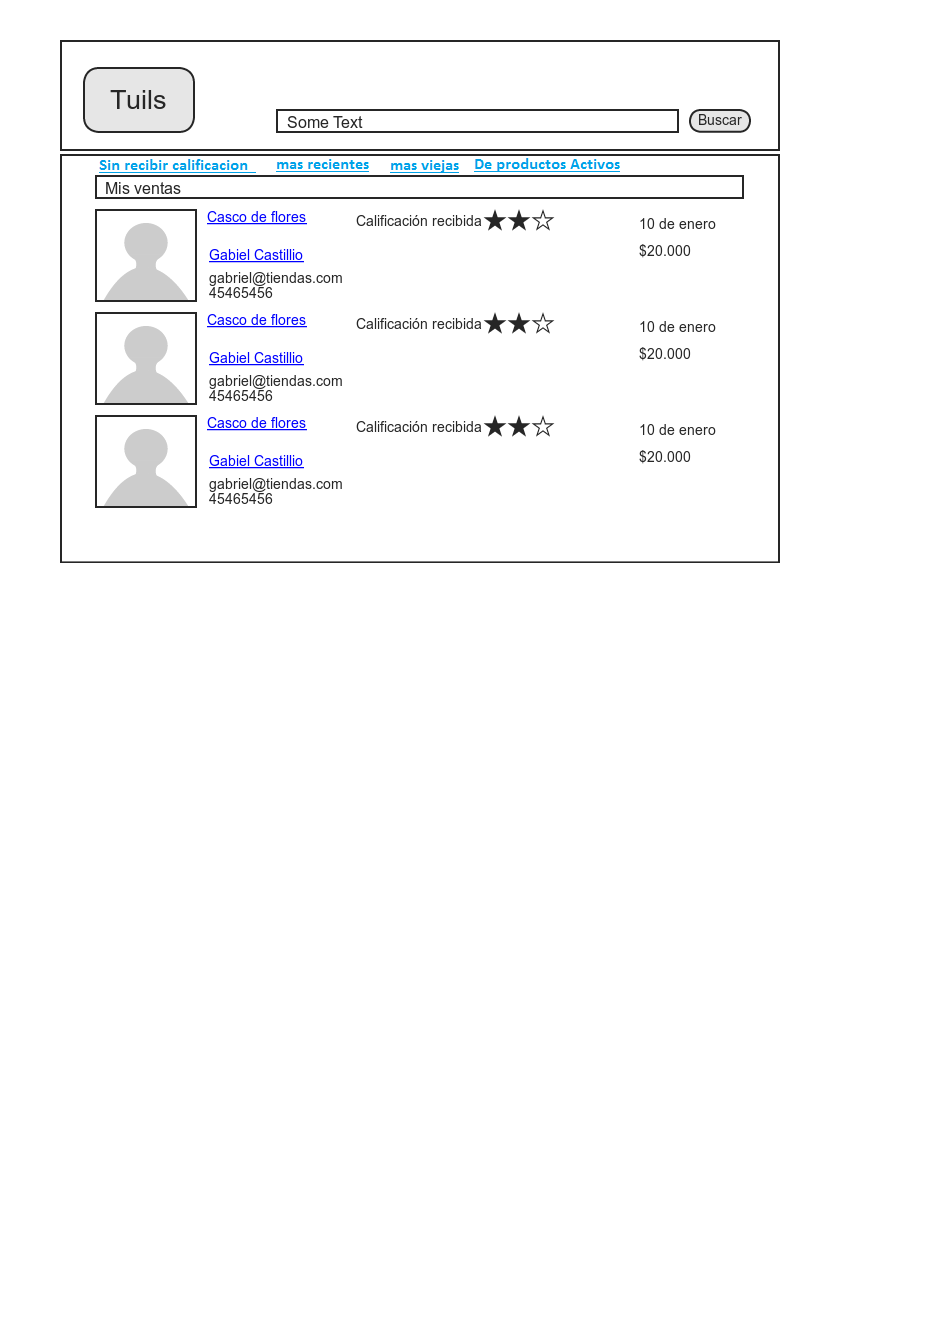 Tuils
Some Text
Buscar
Sin recibir calificacion mas recientes mas viejas De productos Activos
Mis ventas
Casco de flores Calificación recibida 10 de enero
$20.000
Gabiel Castillio
gabriel@tiendas.com
45465456
Casco de flores Calificación recibida 10 de enero
$20.000
Gabiel Castillio
gabriel@tiendas.com
45465456
Casco de flores Calificación recibida 10 de enero
$20.000
Gabiel Castillio
gabriel@tiendas.com
45465456